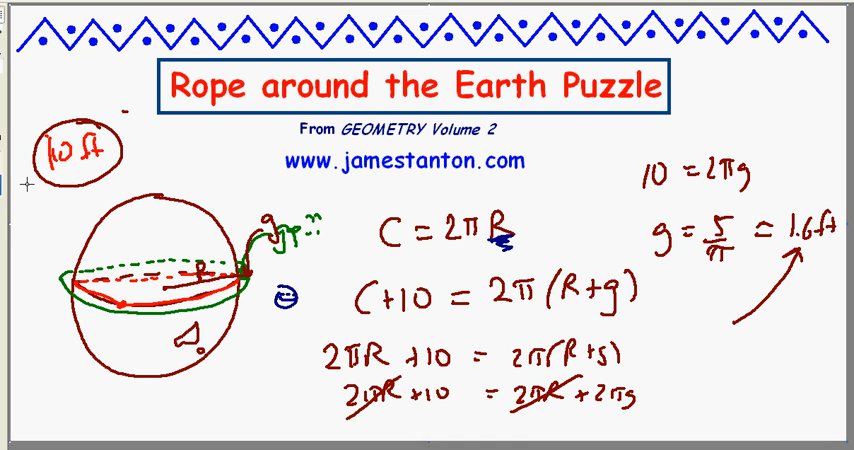 Rope around the Earth Puzzle
From GEOMETRY Volume 2
www.jamestanton.com
10 ft
10 = 2πg
g
gap = ?
R
C = 2πR
g = 5/π = 1.6ft
C+10 = 2π(R+g)
2πR +10 = 2π(R+g)
2πR +10 = 2πR + 2πg